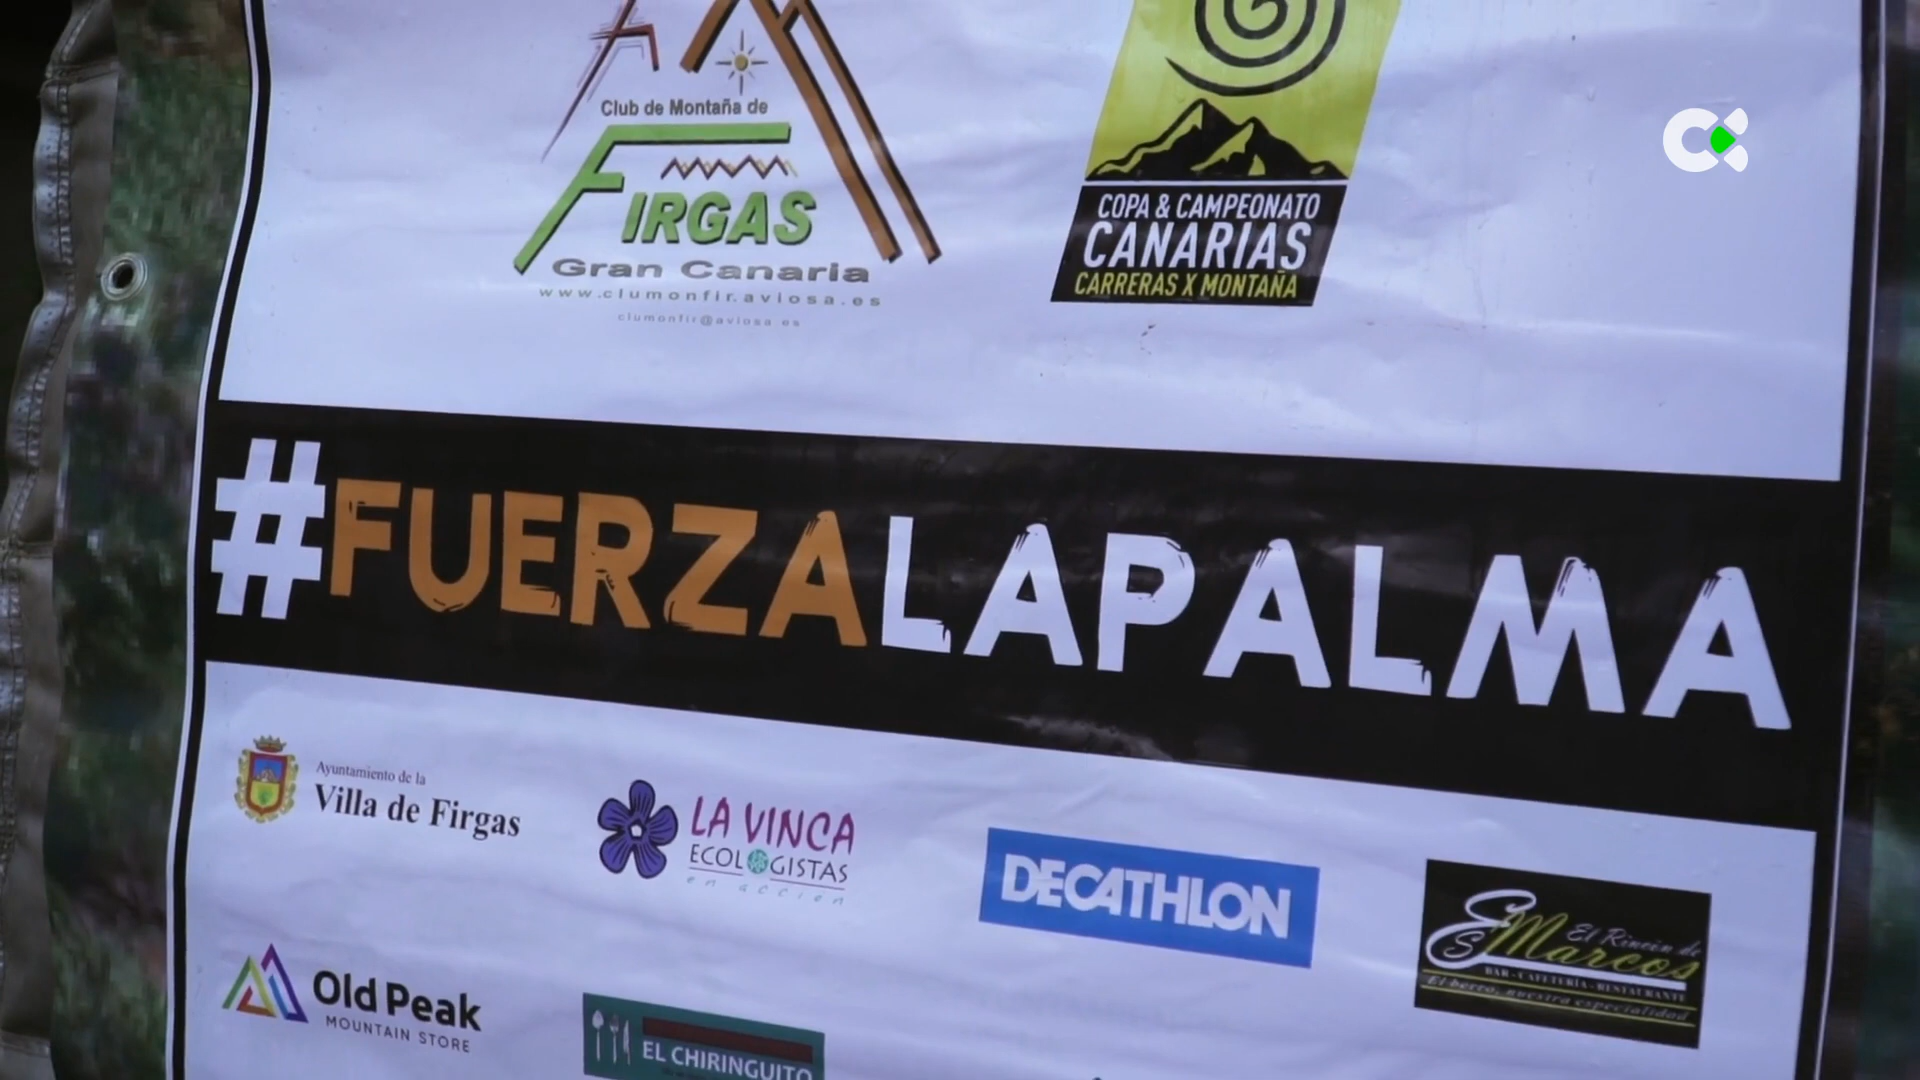 Club de Montaña de
FIRGAS
Gran Canaria
www.clumonfir.aviosa.es
clumonfir@aviosa.es
COPA & CAMPEONATO
CANARIAS
CARRERAS X MONTAÑA
#FUERZALAPALMA
Ayuntamiento de la
Villa de Firgas
LA VINCA
ECOLOGISTAS
en acción
DECATHLON
El Rincón de
Marcos
BAR - CAFETERÍA - RESTAURANTE
El berro, nuestra especialidad
Old Peak
MOUNTAIN STORE
EL CHIRINGUITO